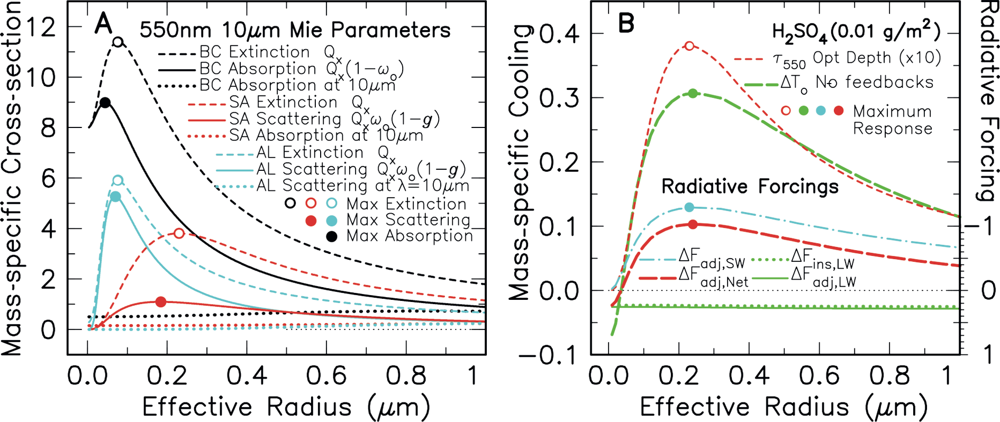 A
550nm 10μm Mie Parameters
BC Extinction Qx
BC Absorption Qx(1−ωo)
BC Absorption at 10μm
SA Extinction Qx
SA Scattering Qxωo(1−g)
SA Absorption at 10μm
AL Extinction Qx
AL Scattering Qxωo(1−g)
AL Scattering at λ=10μm
Max Extinction
Max Scattering
Max Absorption
Mass-specific Cross-section
12
10
8
6
4
2
0
0.0 0.2 0.4 0.6 0.8 1
Effective Radius (μm)
B
H2SO4(0.01 g/m²)
τ550 Opt Depth (x10)
ΔTo No feedbacks
Maximum
Response
Radiative Forcings
ΔFadj,SW ΔFins,LW
ΔFadj,Net ΔFadj,LW
Mass-specific Cooling
0.4
0.3
0.2
0.1
0.0
−0.1
Radiative Forcing
−1
0
1
0.0 0.2 0.4 0.6 0.8 1
Effective Radius (μm)